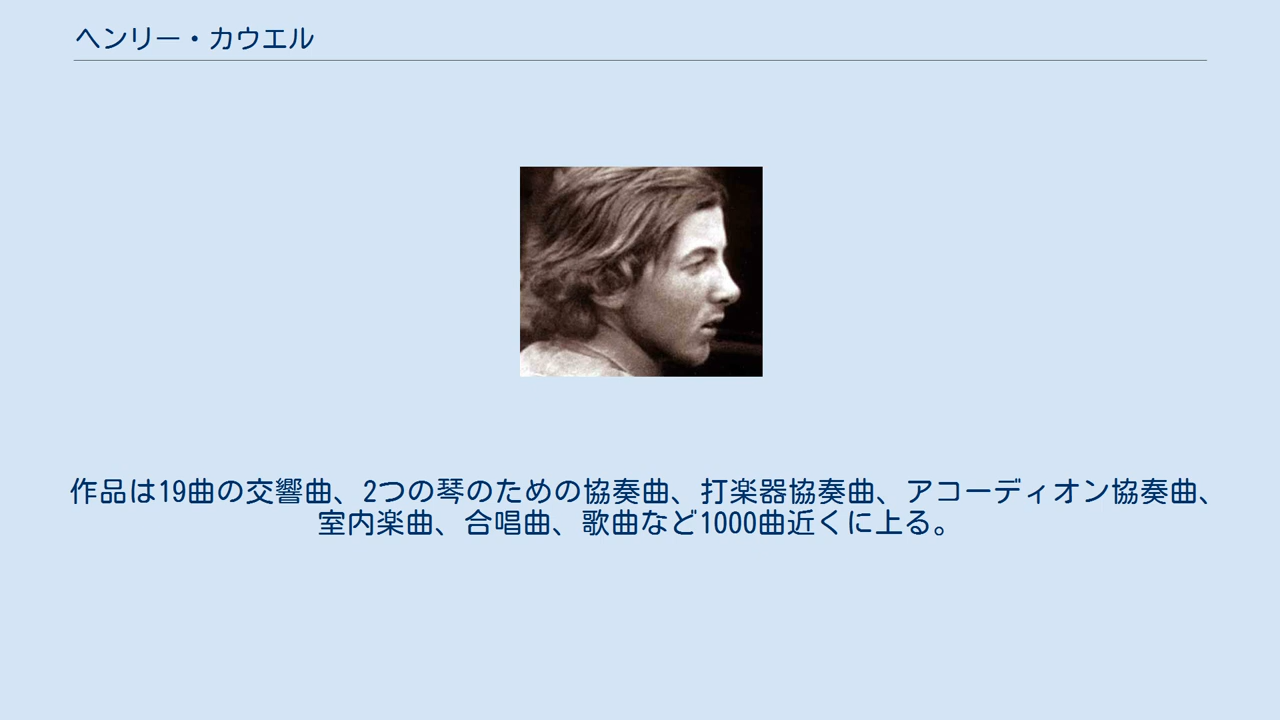 ヘンリー・カウエル
作品は19曲の交響曲、2つの琴のための協奏曲、打楽器協奏曲、アコーディオン協奏曲、
室内楽曲、合唱曲、歌曲など1000曲近くに上る。